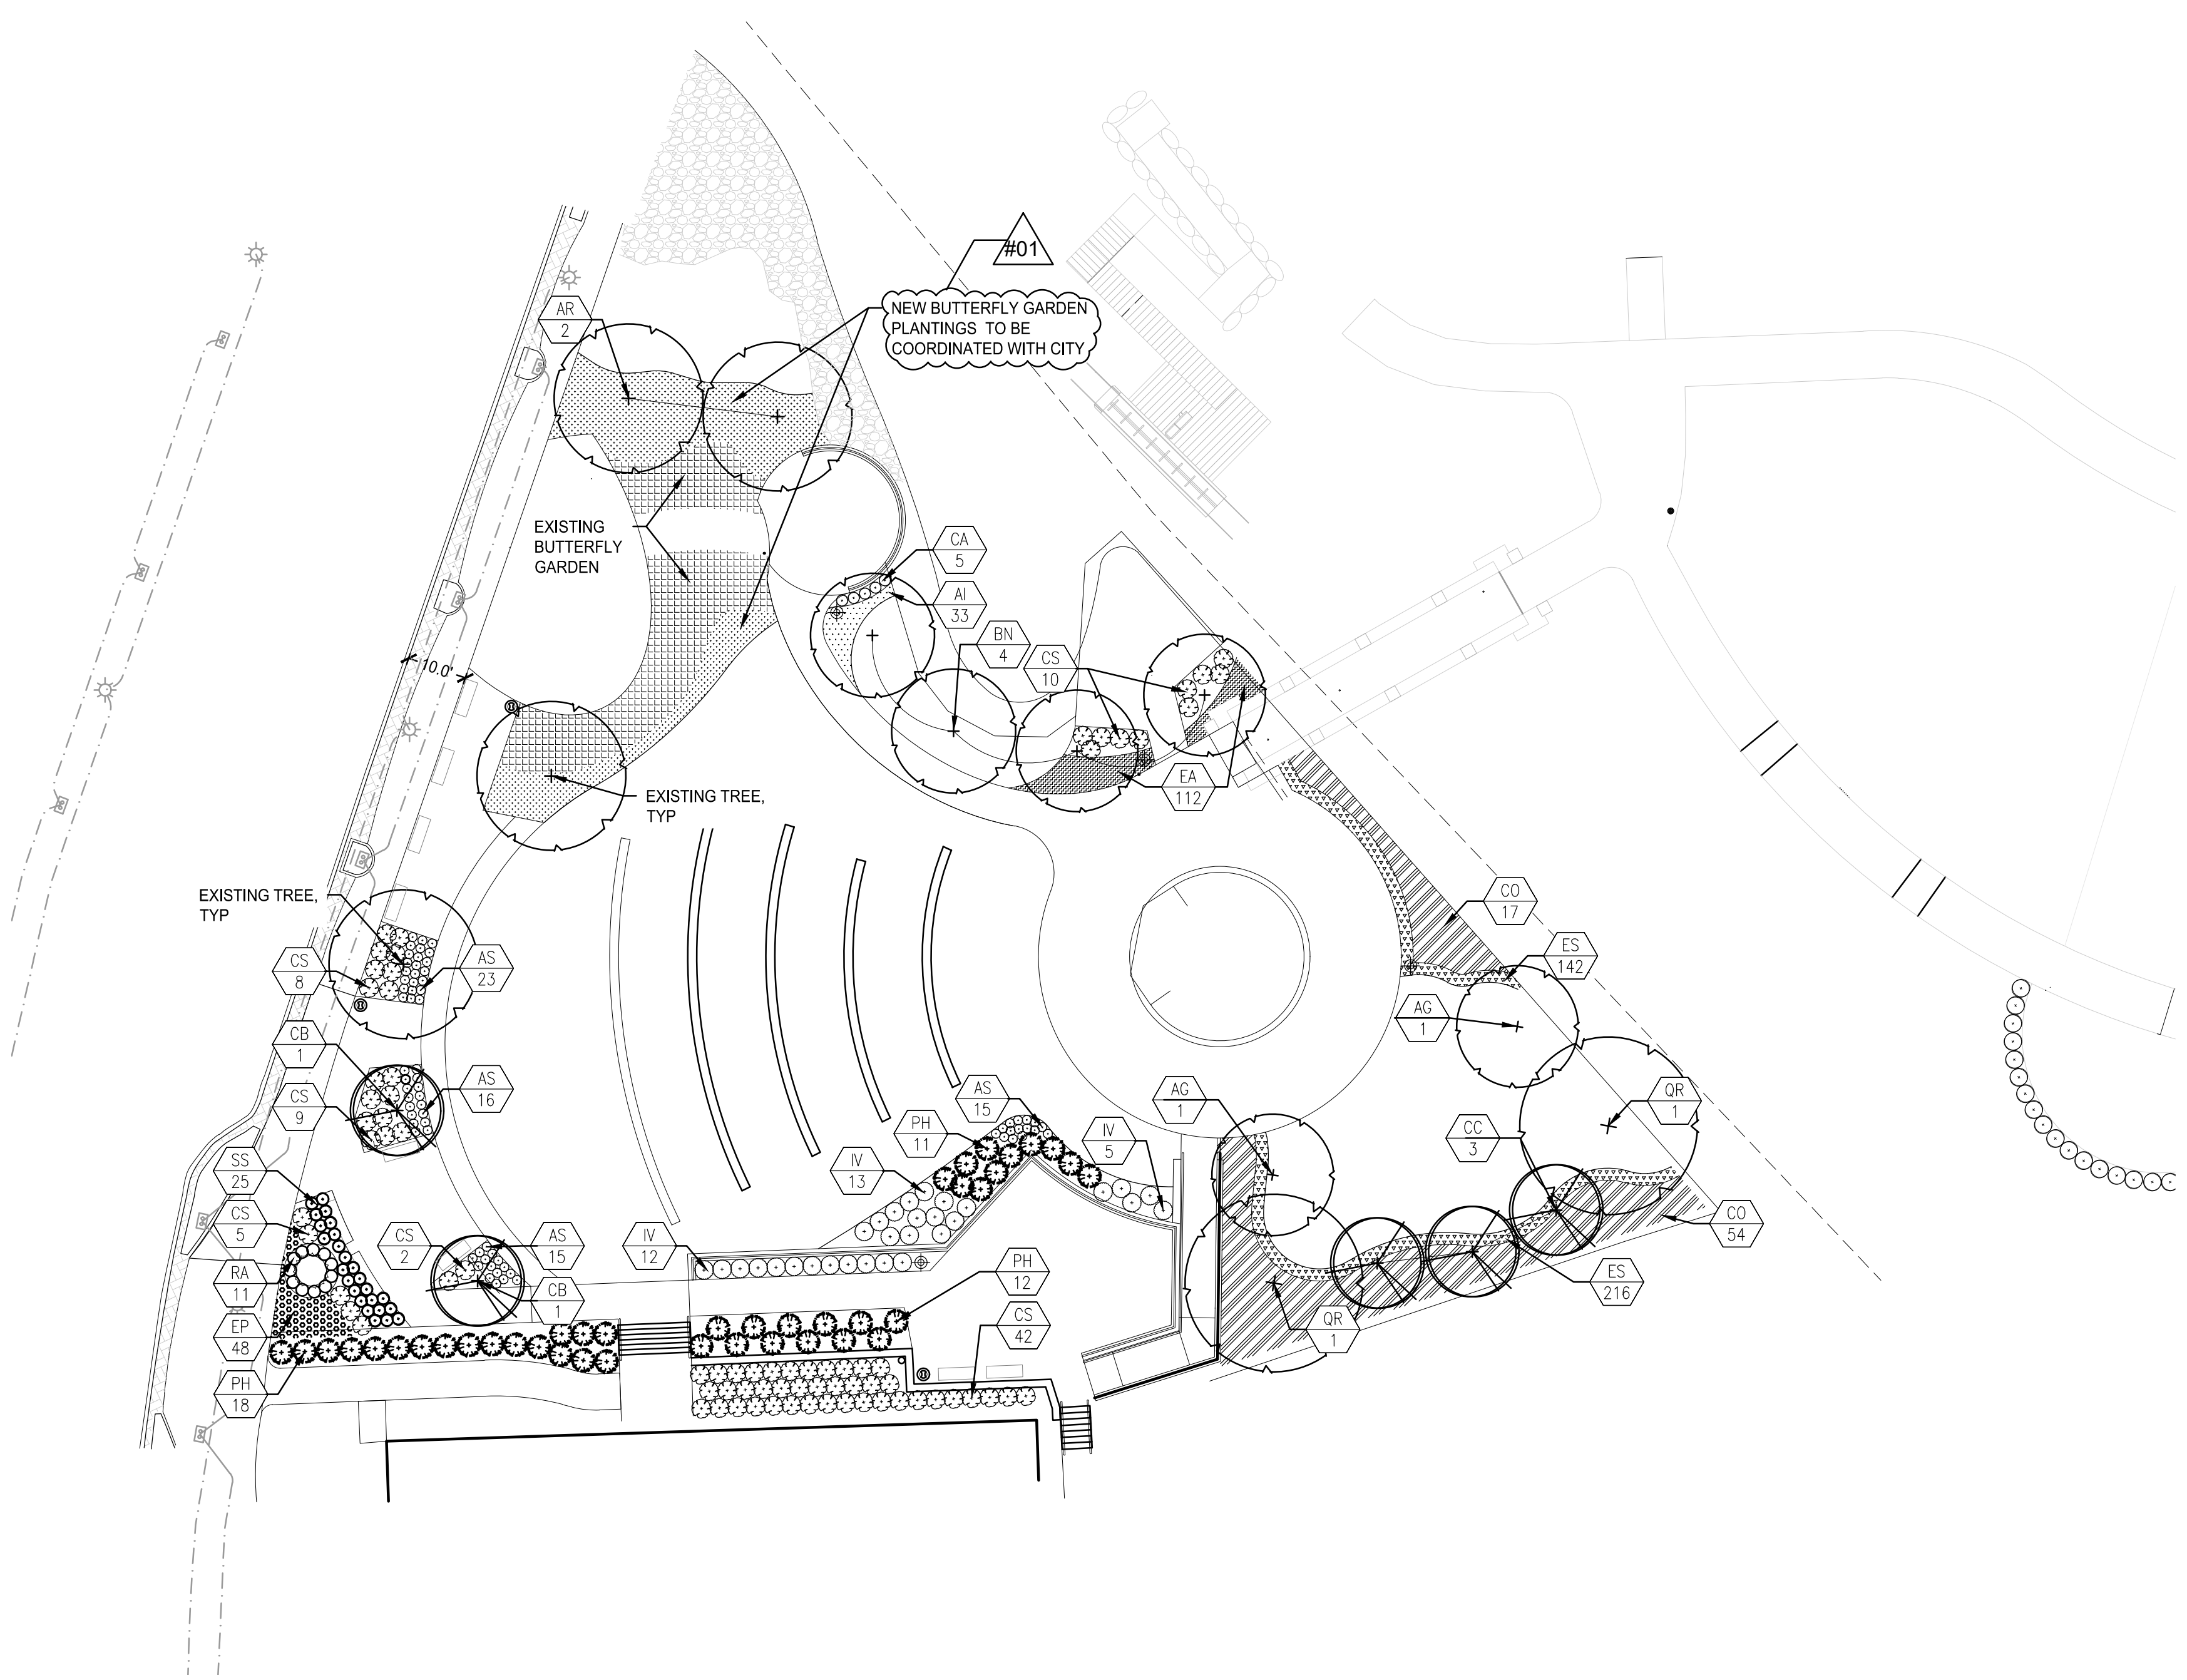 #01
NEW BUTTERFLY GARDEN
PLANTINGS TO BE
COORDINATED WITH CITY
AR
2
EXISTING
BUTTERFLY
GARDEN
CA
5
AI
33
BN
4
CS
10
10.0'
EA
112
EXISTING TREE,
TYP
EXISTING TREE,
TYP
CO
17
ES
142
CS
8
AS
23
AG
1
CB
1
CS
9
AS
16
AS
15
AG
1
QR
1
PH
11
IV
5
CC
3
IV
13
SS
25
CS
5
CS
2
AS
15
IV
12
CO
54
RA
11
CB
1
PH
12
ES
216
EP
48
CS
42
QR
1
PH
18